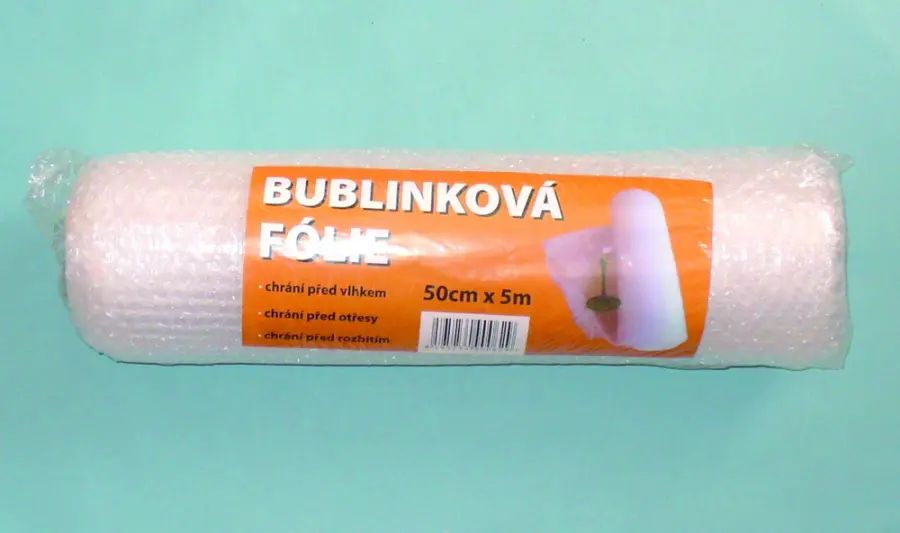 BUBLINKOVÁ
FÓLIE
· chrání před vlhkem
· chrání před otřesy
· chrání před rozbitím
50cm x 5m